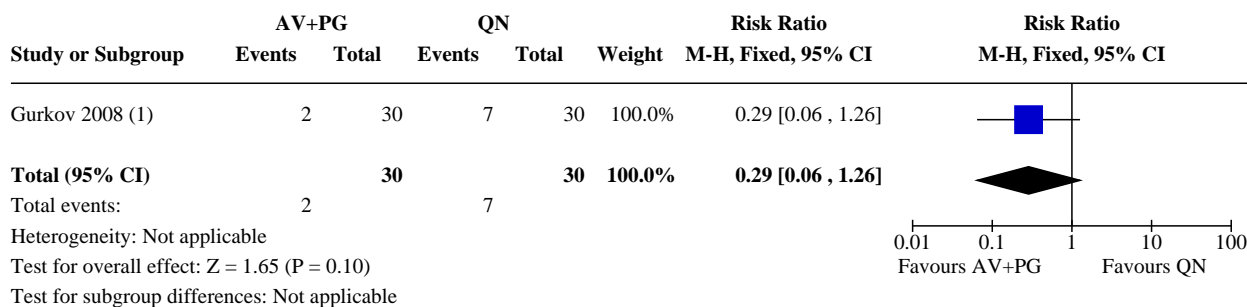 AV+PG QN Risk Ratio Risk Ratio
Study or Subgroup Events Total Events Total Weight M-H, Fixed, 95% CI M-H, Fixed, 95% CI
Gurkov 2008 (1) 2 30 7 30 100.0% 0.29 [0.06 , 1.26]
Total (95% CI) 30 30 100.0% 0.29 [0.06 , 1.26]
Total events: 2 7
Heterogeneity: Not applicable
Test for overall effect: Z = 1.65 (P = 0.10)
Test for subgroup differences: Not applicable
0.01 0.1 1 10 100
Favours AV+PG Favours QN